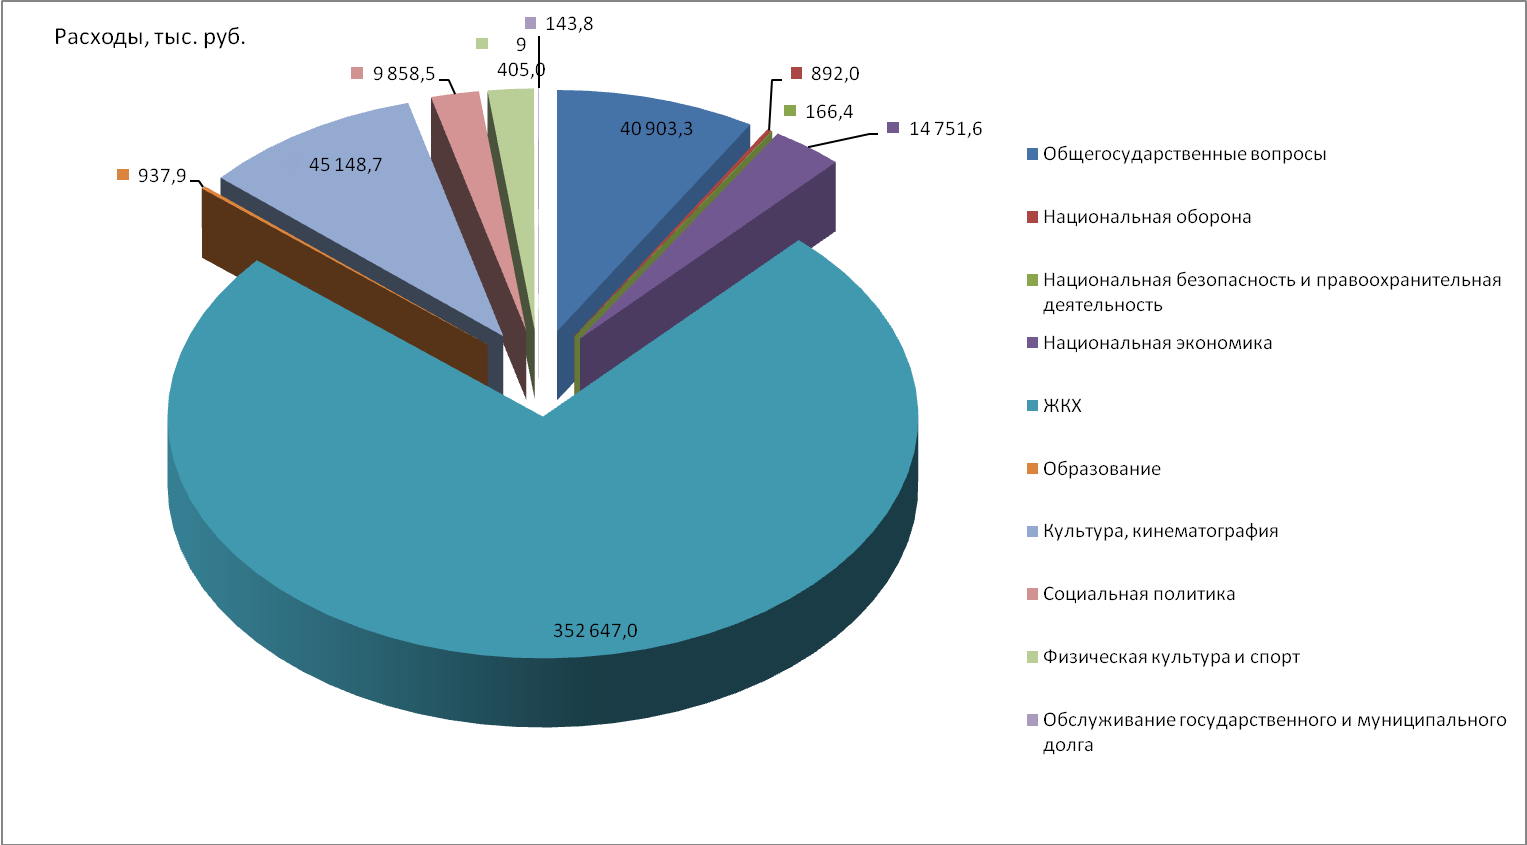 Расходы, тыс. руб.
143,8
9
405,0
9 858,5
892,0
166,4
14 751,6
40 903,3
45 148,7
937,9
352 647,0
Общегосударственные вопросы
Национальная оборона
Национальная безопасность и правоохранительная
деятельность
Национальная экономика
ЖКХ
Образование
Культура, кинематография
Социальная политика
Физическая культура и спорт
Обслуживание государственного и муниципального
долга